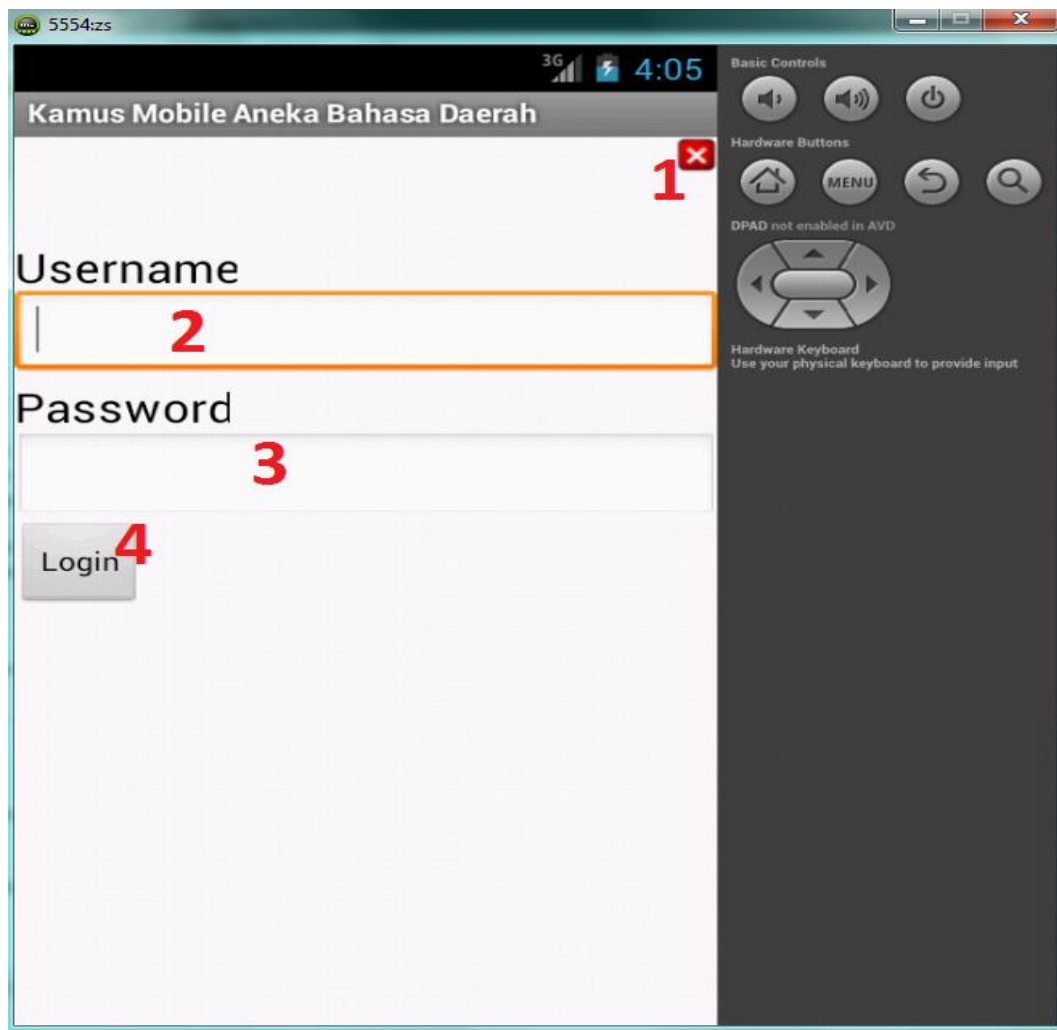 5554:zs
3G 4:05
Kamus Mobile Aneka Bahasa Daerah
1
Username
2
Password
3
Login 4
Basic Controls
Hardware Buttons
MENU
DPAD not enabled in AVD
Hardware Keyboard
Use your physical keyboard to provide input